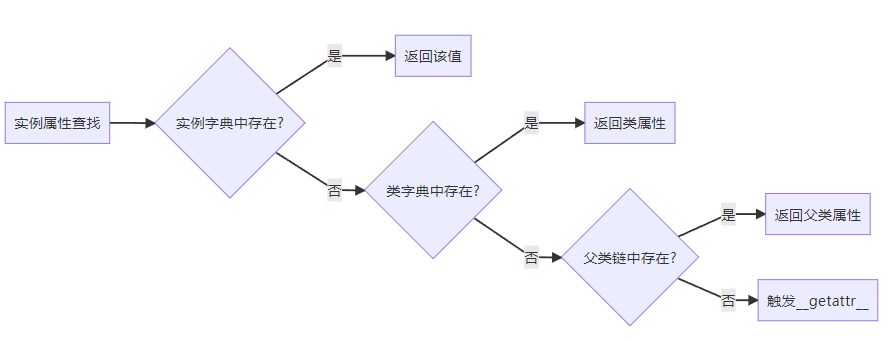 实例属性查找
实例字典中存在?
是
返回该值
否
类字典中存在?
是
返回类属性
否
父类链中存在?
是
返回父类属性
否
触发__getattr__